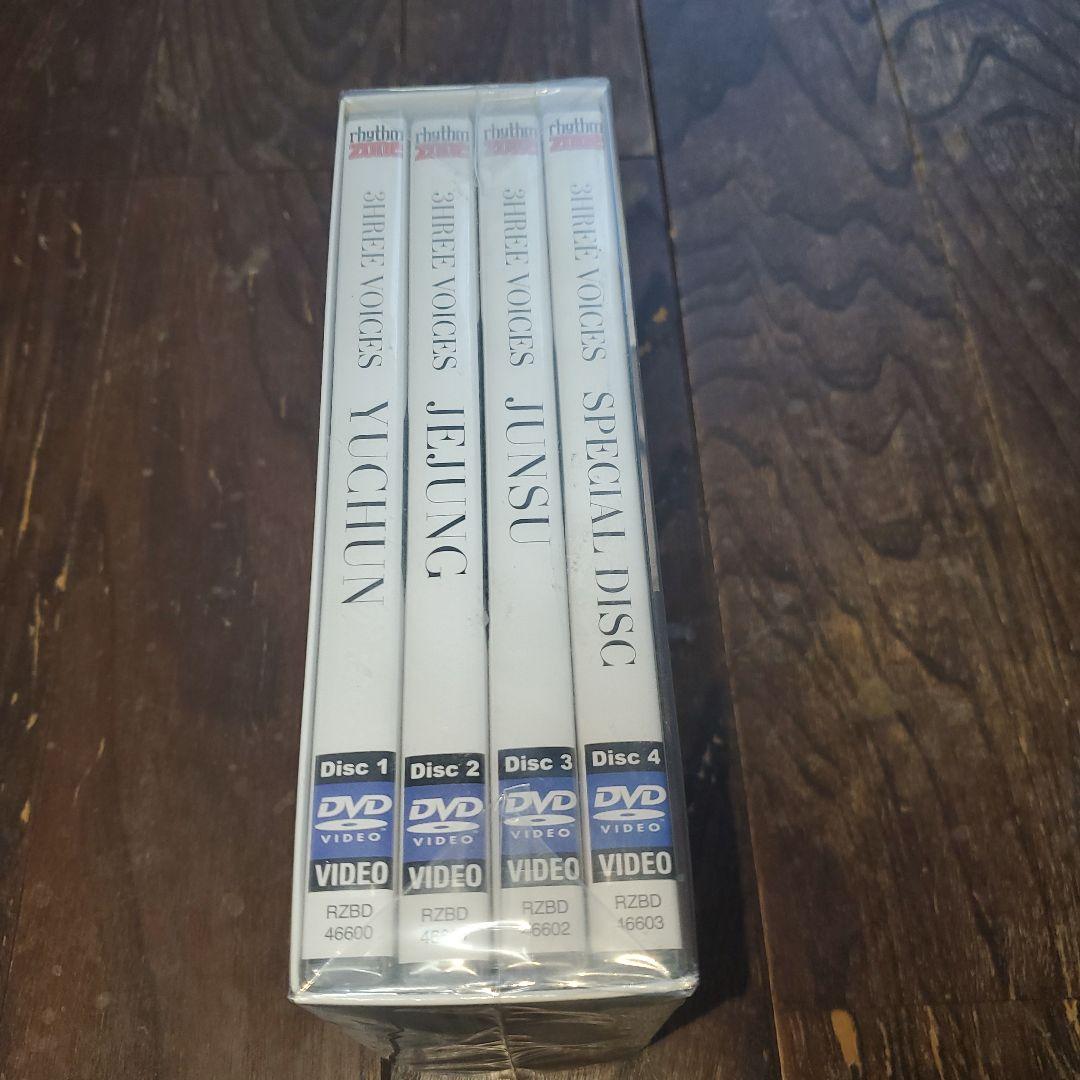 rhythm
zone
3HREE VOICES YUCHUN
Disc 1
DVD
VIDEO
VIDEO
RZBD
46600
rhythm
zone
3HREE VOICES JEJUNG
Disc 2
DVD
VIDEO
VIDEO
RZBD
rhythm
zone
3HREE VOICES JUNSU
Disc 3
DVD
VIDEO
VIDEO
RZBD
46602
rhythm
zone
3HREE VOICES SPECIAL DISC
Disc 4
DVD
VIDEO
VIDEO
RZBD
46603